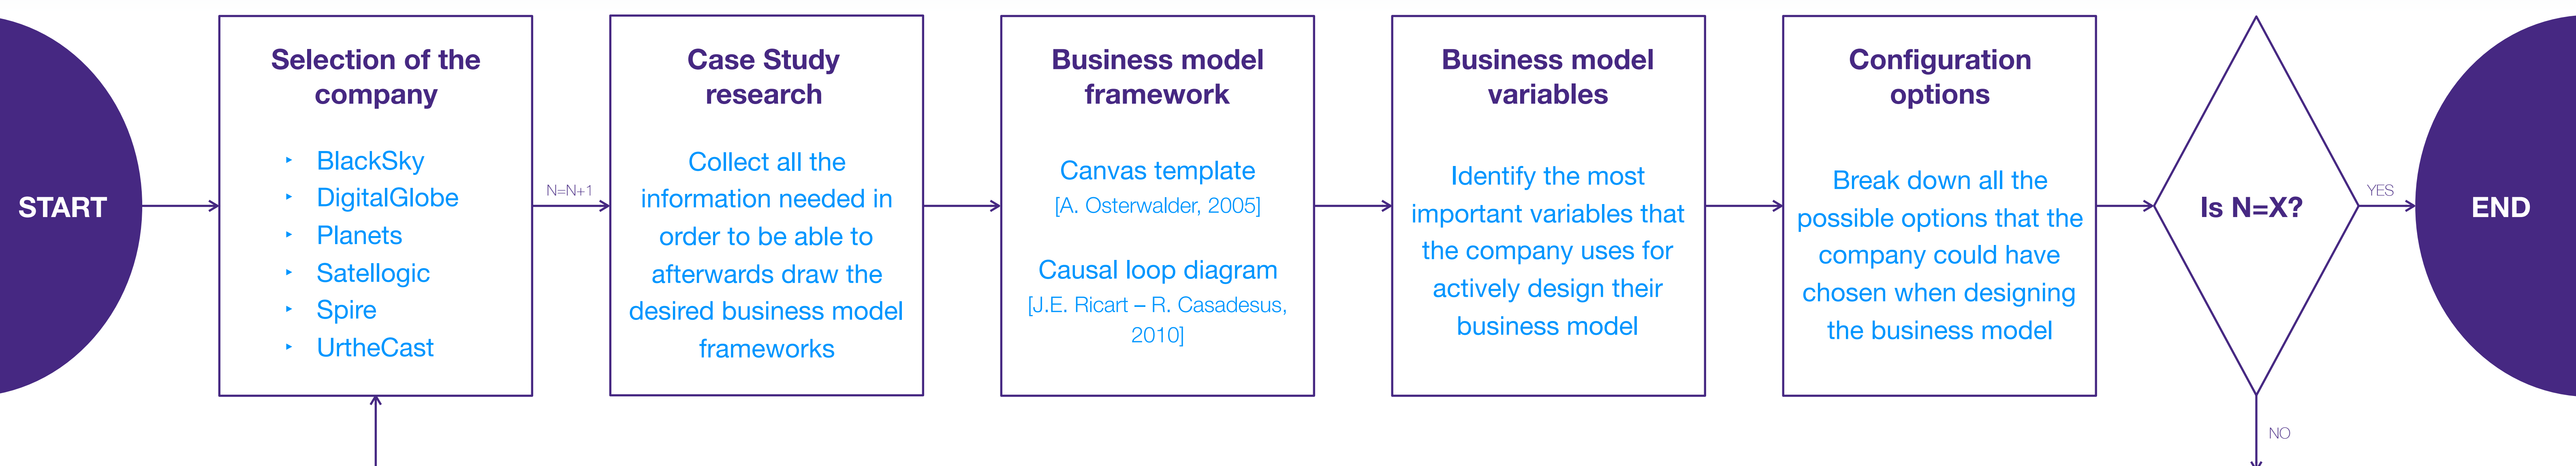 START
Selection of the
company
‣ BlackSky
‣ DigitalGlobe
‣ Planets
‣ Satellogic
‣ Spire
‣ UrtheCast
N=N+1
Case Study
research
Collect all the
information needed in
order to be able to
afterwards draw the
desired business model
frameworks
Business model
framework
Canvas template
[A. Osterwalder, 2005]
Causal loop diagram
[J.E. Ricart – R. Casadesus,
2010]
Business model
variables
Identify the most
important variables that
the company uses for
actively design their
business model
Configuration
options
Break down all the
possible options that the
company could have
chosen when designing
the business model
Is N=X?
YES
END
NO